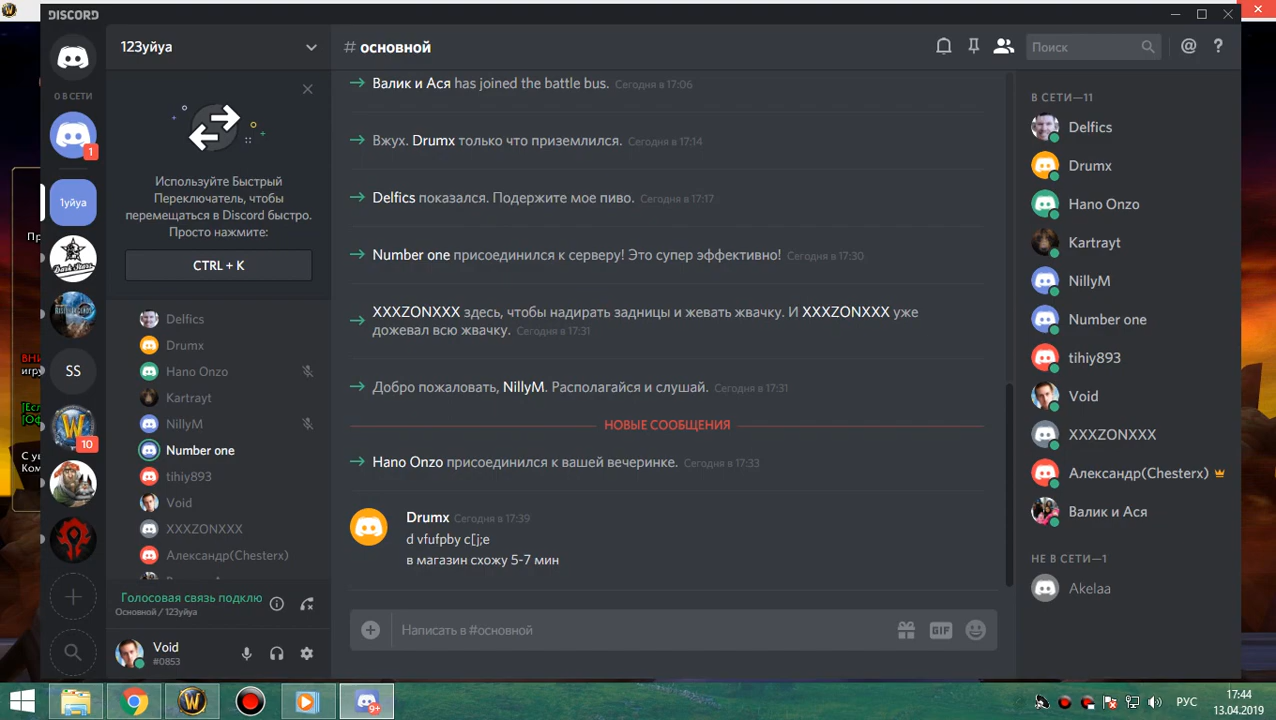 DISCORD
123уйуа
# основной
Поиск
0 В СЕТИ
1
1уйуа
SS
10
Используйте Быстрый
Переключатель, чтобы
перемещаться в Discord быстро.
Просто нажмите:
CTRL + K
Delfics
Drumx
Hano Onzo
Kartrayt
NillyM
Number one
tihiy893
Void
XXXZONXXX
Александр(Chesterx)
Голосовая связь подклю
Основной / 123уйуа
Void
#0853
Валик и Ася has joined the battle bus. Сегодня в 17:06
Вжух. Drumx только что приземлился. Сегодня в 17:14
Delfics показался. Подержите мое пиво. Сегодня в 17:17
Number one присоединился к серверу! Это супер эффективно! Сегодня в 17:30
XXXZONXXX здесь, чтобы надирать задницы и жевать жвачку. И XXXZONXXX уже
дожевал всю жвачку. Сегодня в 17:31
Добро пожаловать, NillyM. Располагайся и слушай. Сегодня в 17:31
НОВЫЕ СООБЩЕНИЯ
Hano Onzo присоединился к вашей вечеринке. Сегодня в 17:33
Drumx Сегодня в 17:39
d vfufpby c[j;e
в магазин схожу 5-7 мин
Написать в #основной
GIF
В СЕТИ—11
Delfics
Drumx
Hano Onzo
Kartrayt
NillyM
Number one
tihiy893
Void
XXXZONXXX
Александр(Chesterx)
Валик и Ася
НЕ В СЕТИ—1
Akelaa
9+
РУС
17:44
13.04.2019